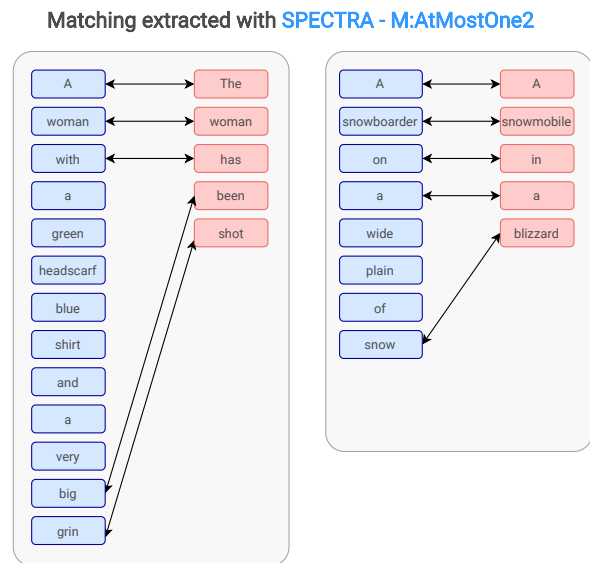 Matching extracted with SPECTRA - M:AtMostOne2
A The
woman woman
with has
a been
green shot
headscarf
blue
shirt
and
a
very
big
grin
A A
snowboarder snowmobile
on in
a a
wide blizzard
plain
of
snow